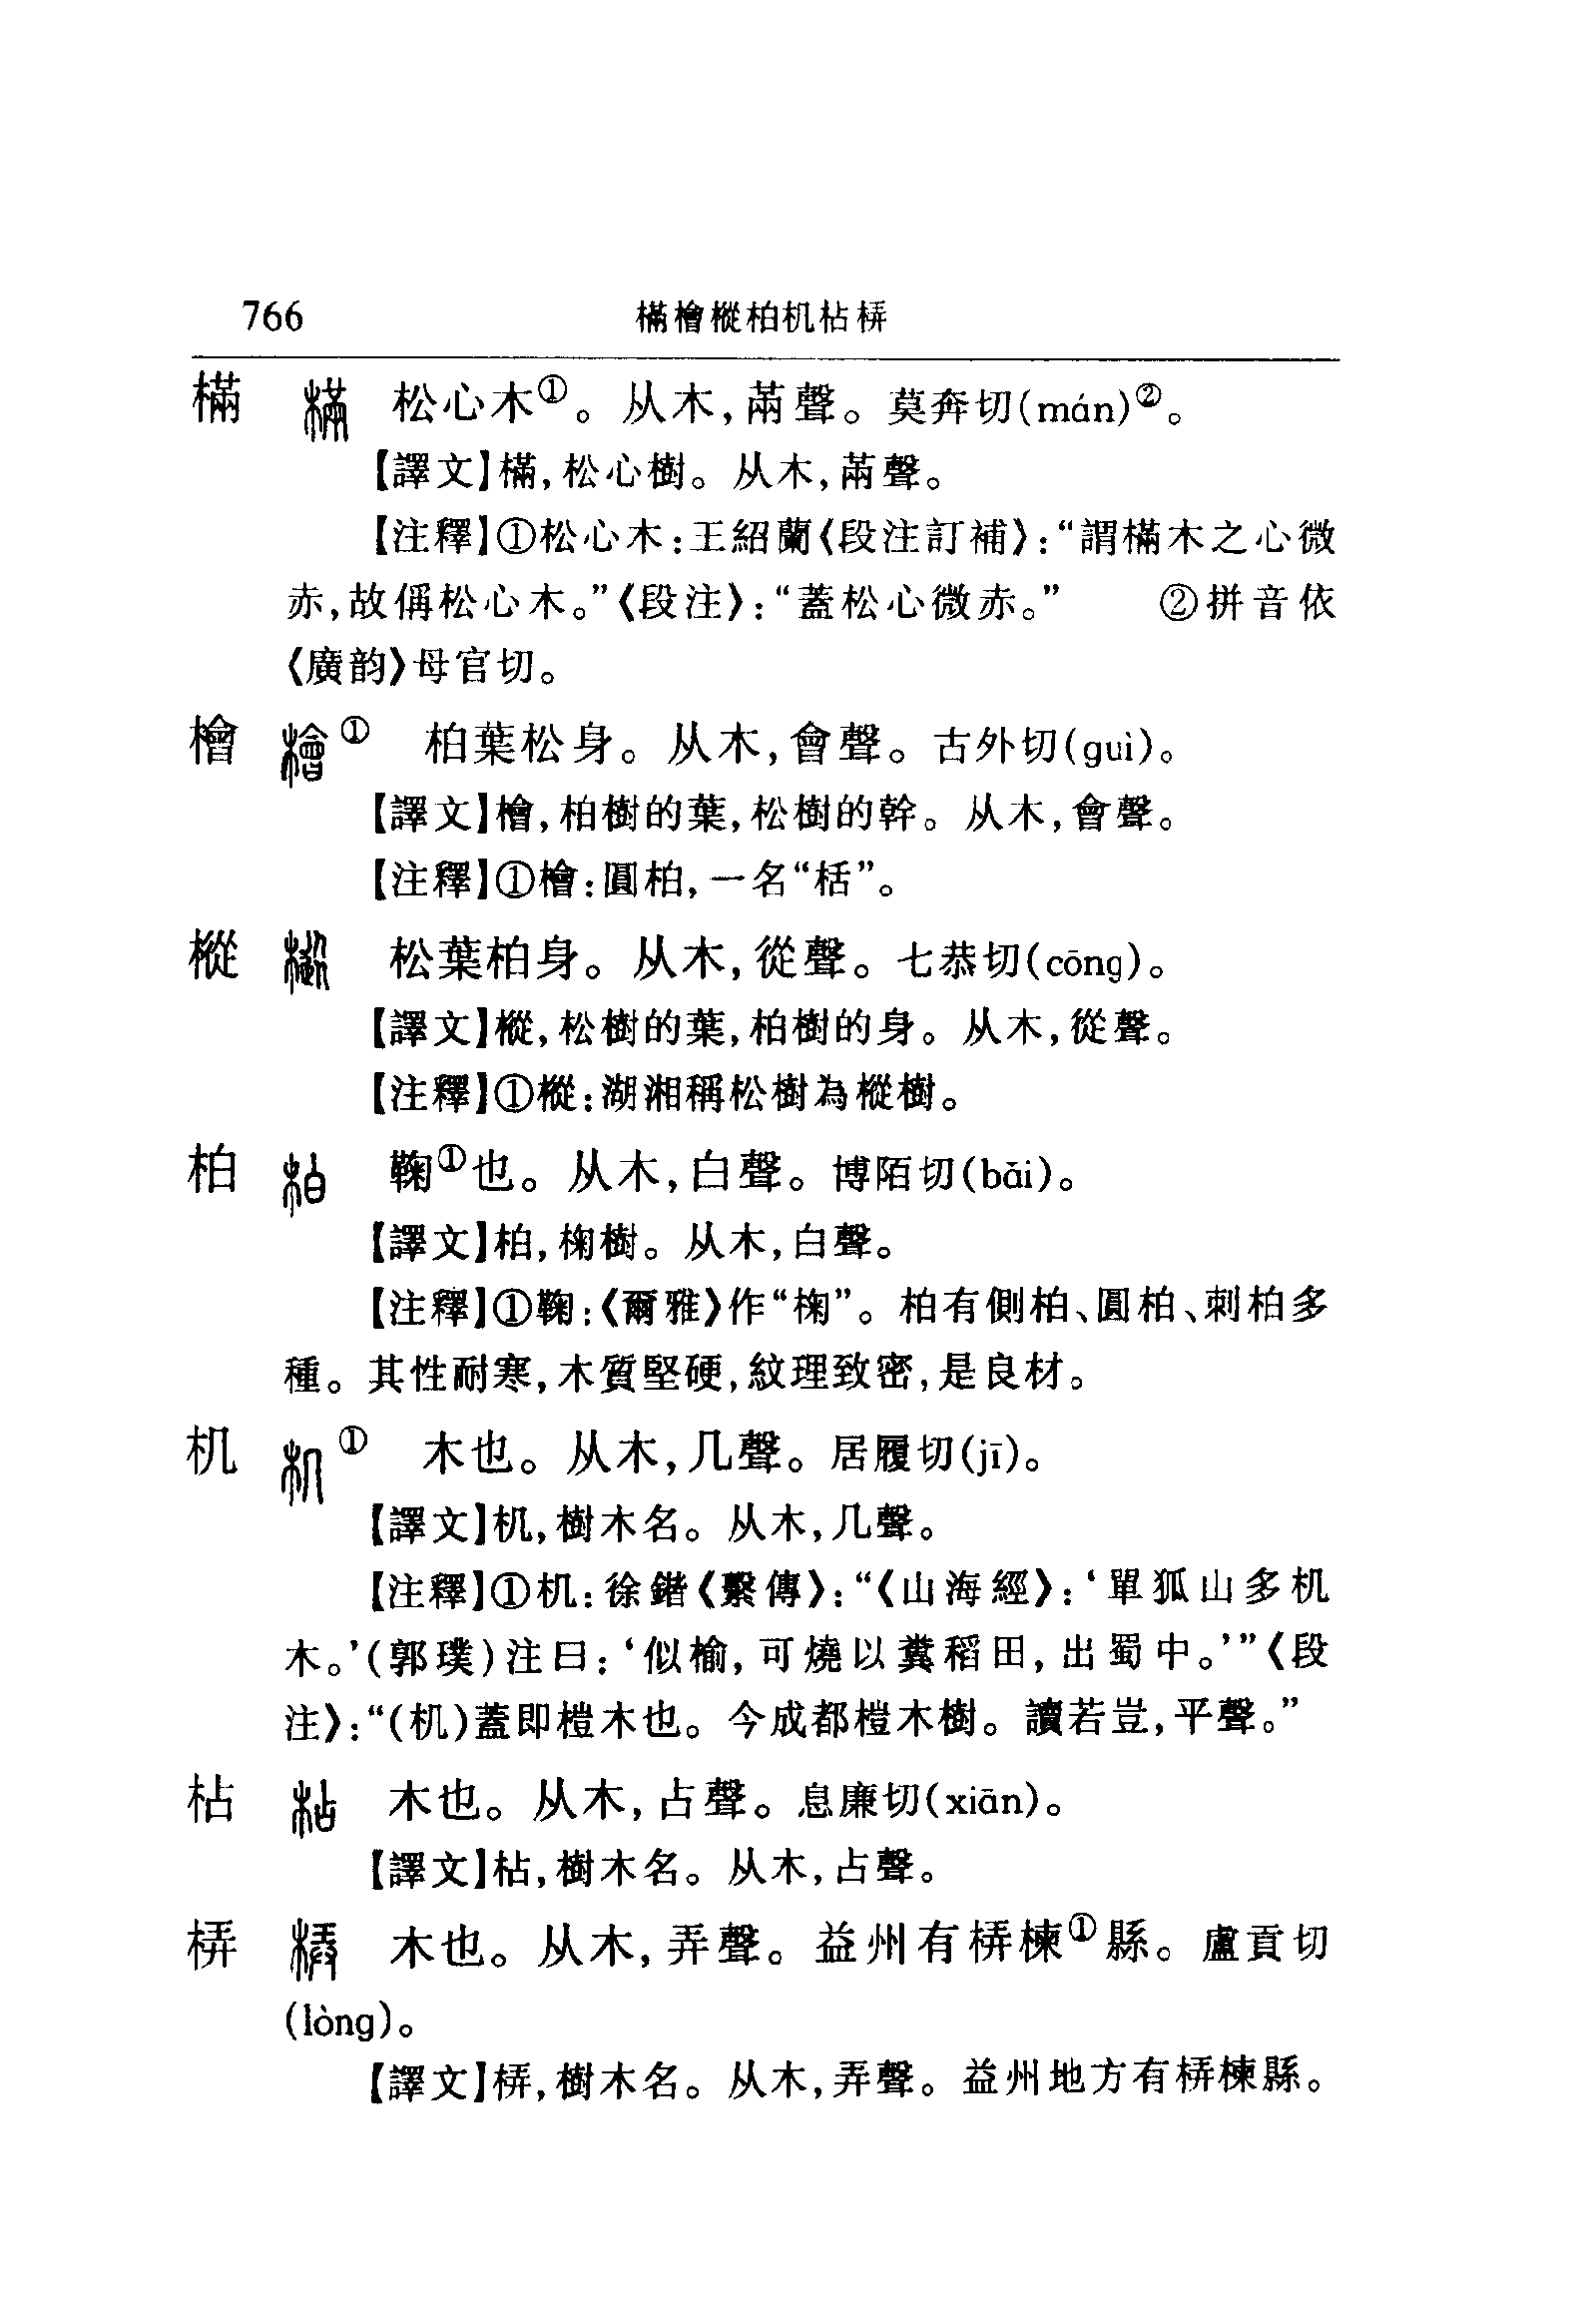 766
樠檜樅柏机枮梇
樠 松心木①。从木,㒼聲。莫奔切(mán)②。
【譯文】樠,松心樹。从木,㒼聲。
【注釋】①松心木:王紹蘭《段注訂補》:“謂樠木之心微
赤,故偁松心木。”《段注》:“蓋松心微赤。” ②拼音依
《廣韵》母官切。
檜 ① 柏葉松身。从木,會聲。古外切(guì)。
【譯文】檜,柏樹的葉,松樹的幹。从木,會聲。
【注釋】①檜:圓柏,一名“栝”。
樅 松葉柏身。从木,從聲。七恭切(cōng)。
【譯文】樅,松樹的葉,柏樹的身。从木,從聲。
【注釋】①樅:湖湘稱松樹為樅樹。
柏 鞠①也。从木,白聲。博陌切(bǎi)。
【譯文】柏,椈樹。从木,白聲。
【注釋】①鞠:《爾雅》作“椈”。柏有側柏、圓柏、刺柏多
種。其性耐寒,木質堅硬,紋理致密,是良材。
机 ① 木也。从木,几聲。居履切(jī)。
【譯文】机,樹木名。从木,几聲。
【注釋】①机:徐鍇《繫傳》:“《山海經》:‘單狐山多机
木。’(郭璞)注曰:‘似榆,可燒以糞稻田,出蜀中。’”《段
注》:“(机)蓋即榿木也。今成都榿木樹。讀若豈,平聲。”
枮 木也。从木,占聲。息廉切(xiān)。
【譯文】枮,樹木名。从木,占聲。
梇 木也。从木,弄聲。益州有梇棟①縣。盧貢切
(lòng)。
【譯文】梇,樹木名。从木,弄聲。益州地方有梇棟縣。